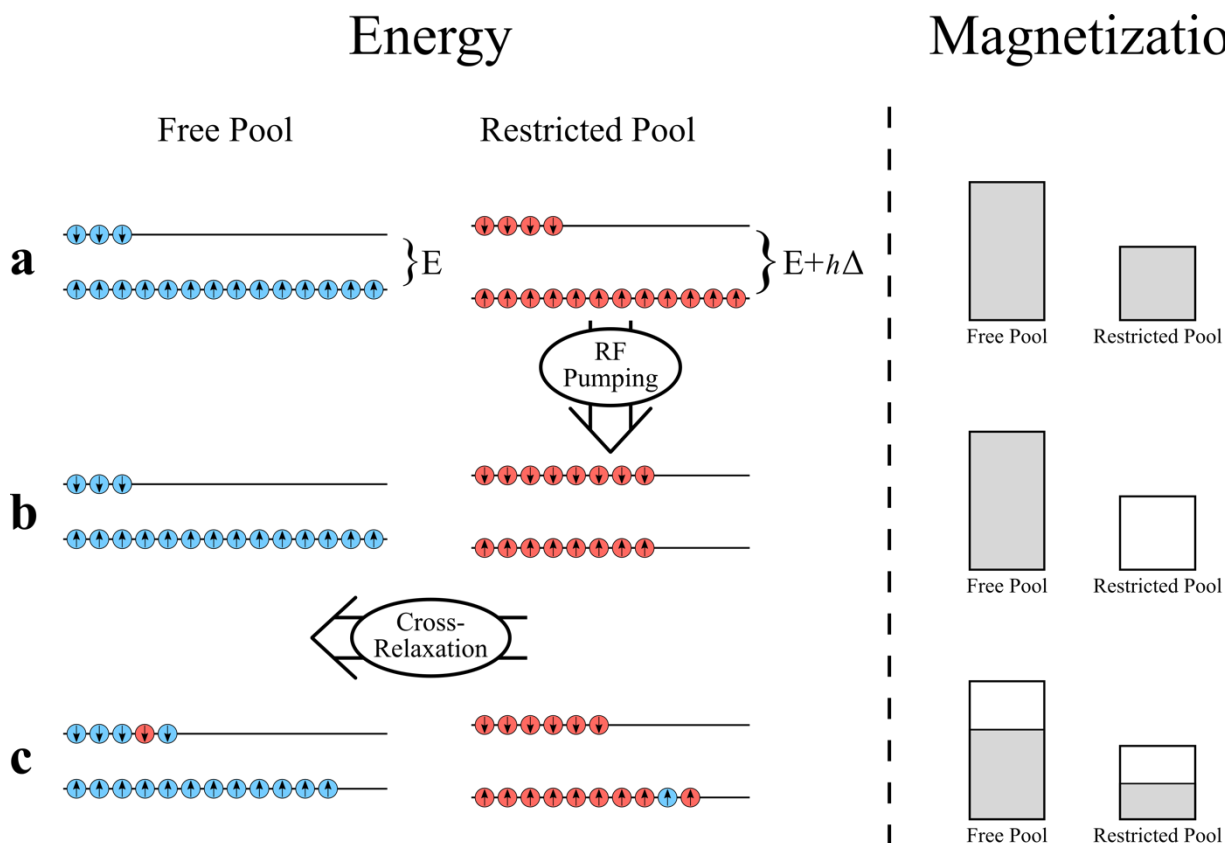 Energy
Magnetizatio
Free Pool
Restricted Pool
a
}E
}E+hΔ
Free Pool
Restricted Pool
RF
Pumping
b
Free Pool
Restricted Pool
Cross-
Relaxation
c
Free Pool
Restricted Pool